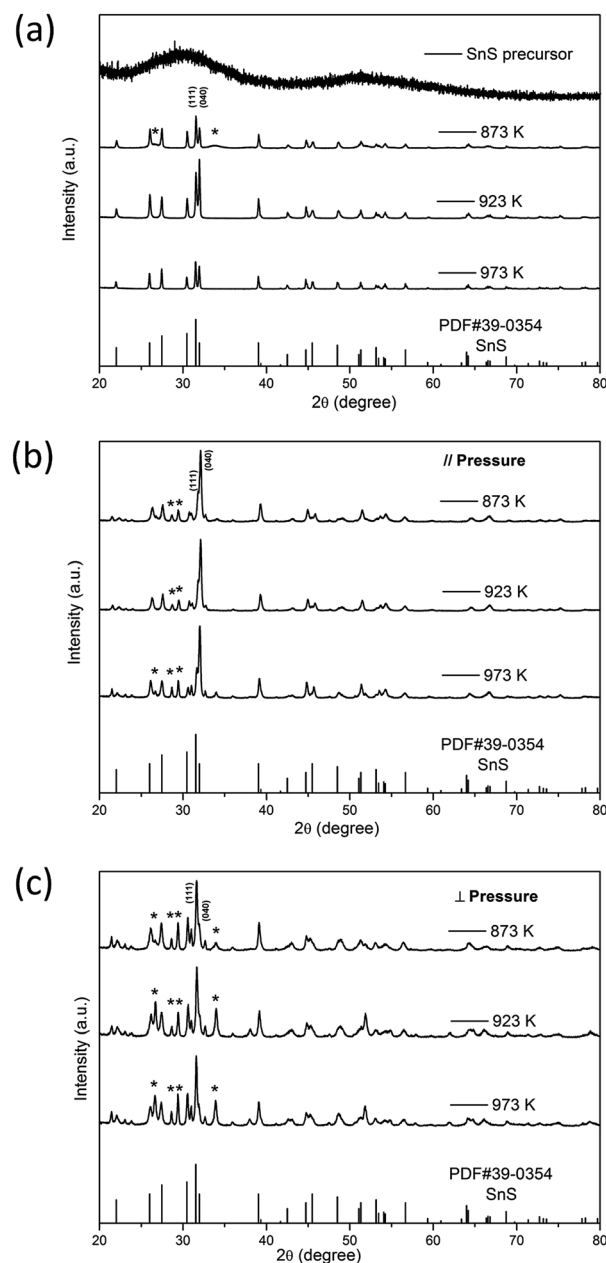 (a)
SnS precursor
(111)
(040)
* *
873 K
923 K
973 K
PDF#39-0354
SnS
Intensity (a.u.)
20 30 40 50 60 70 80
2θ (degree)
(b)
// Pressure
(111)
(040)
* *
873 K
* *
923 K
* * *
973 K
PDF#39-0354
SnS
Intensity (a.u.)
20 30 40 50 60 70 80
2θ (degree)
(c)
⊥ Pressure
(111)
(040)
* ** *
873 K
* ** *
923 K
* ** *
973 K
PDF#39-0354
SnS
Intensity (a.u.)
20 30 40 50 60 70 80
2θ (degree)